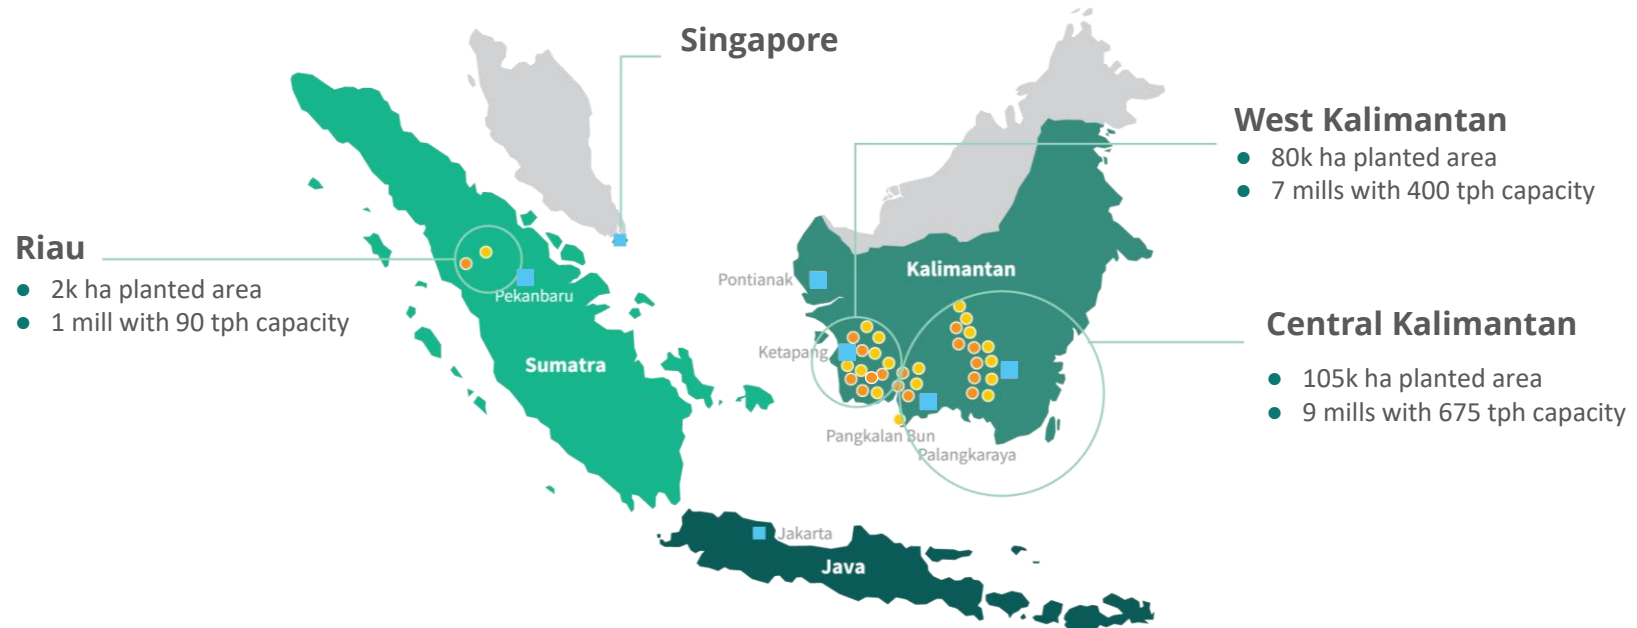 Singapore
West Kalimantan
● 80k ha planted area
● 7 mills with 400 tph capacity
Riau
● 2k ha planted area
● 1 mill with 90 tph capacity
Pekanbaru
Sumatra
Pontianak
Kalimantan
Ketapang
Central Kalimantan
● 105k ha planted area
● 9 mills with 675 tph capacity
Pangkalan Bun
Palangkaraya
Jakarta
Java